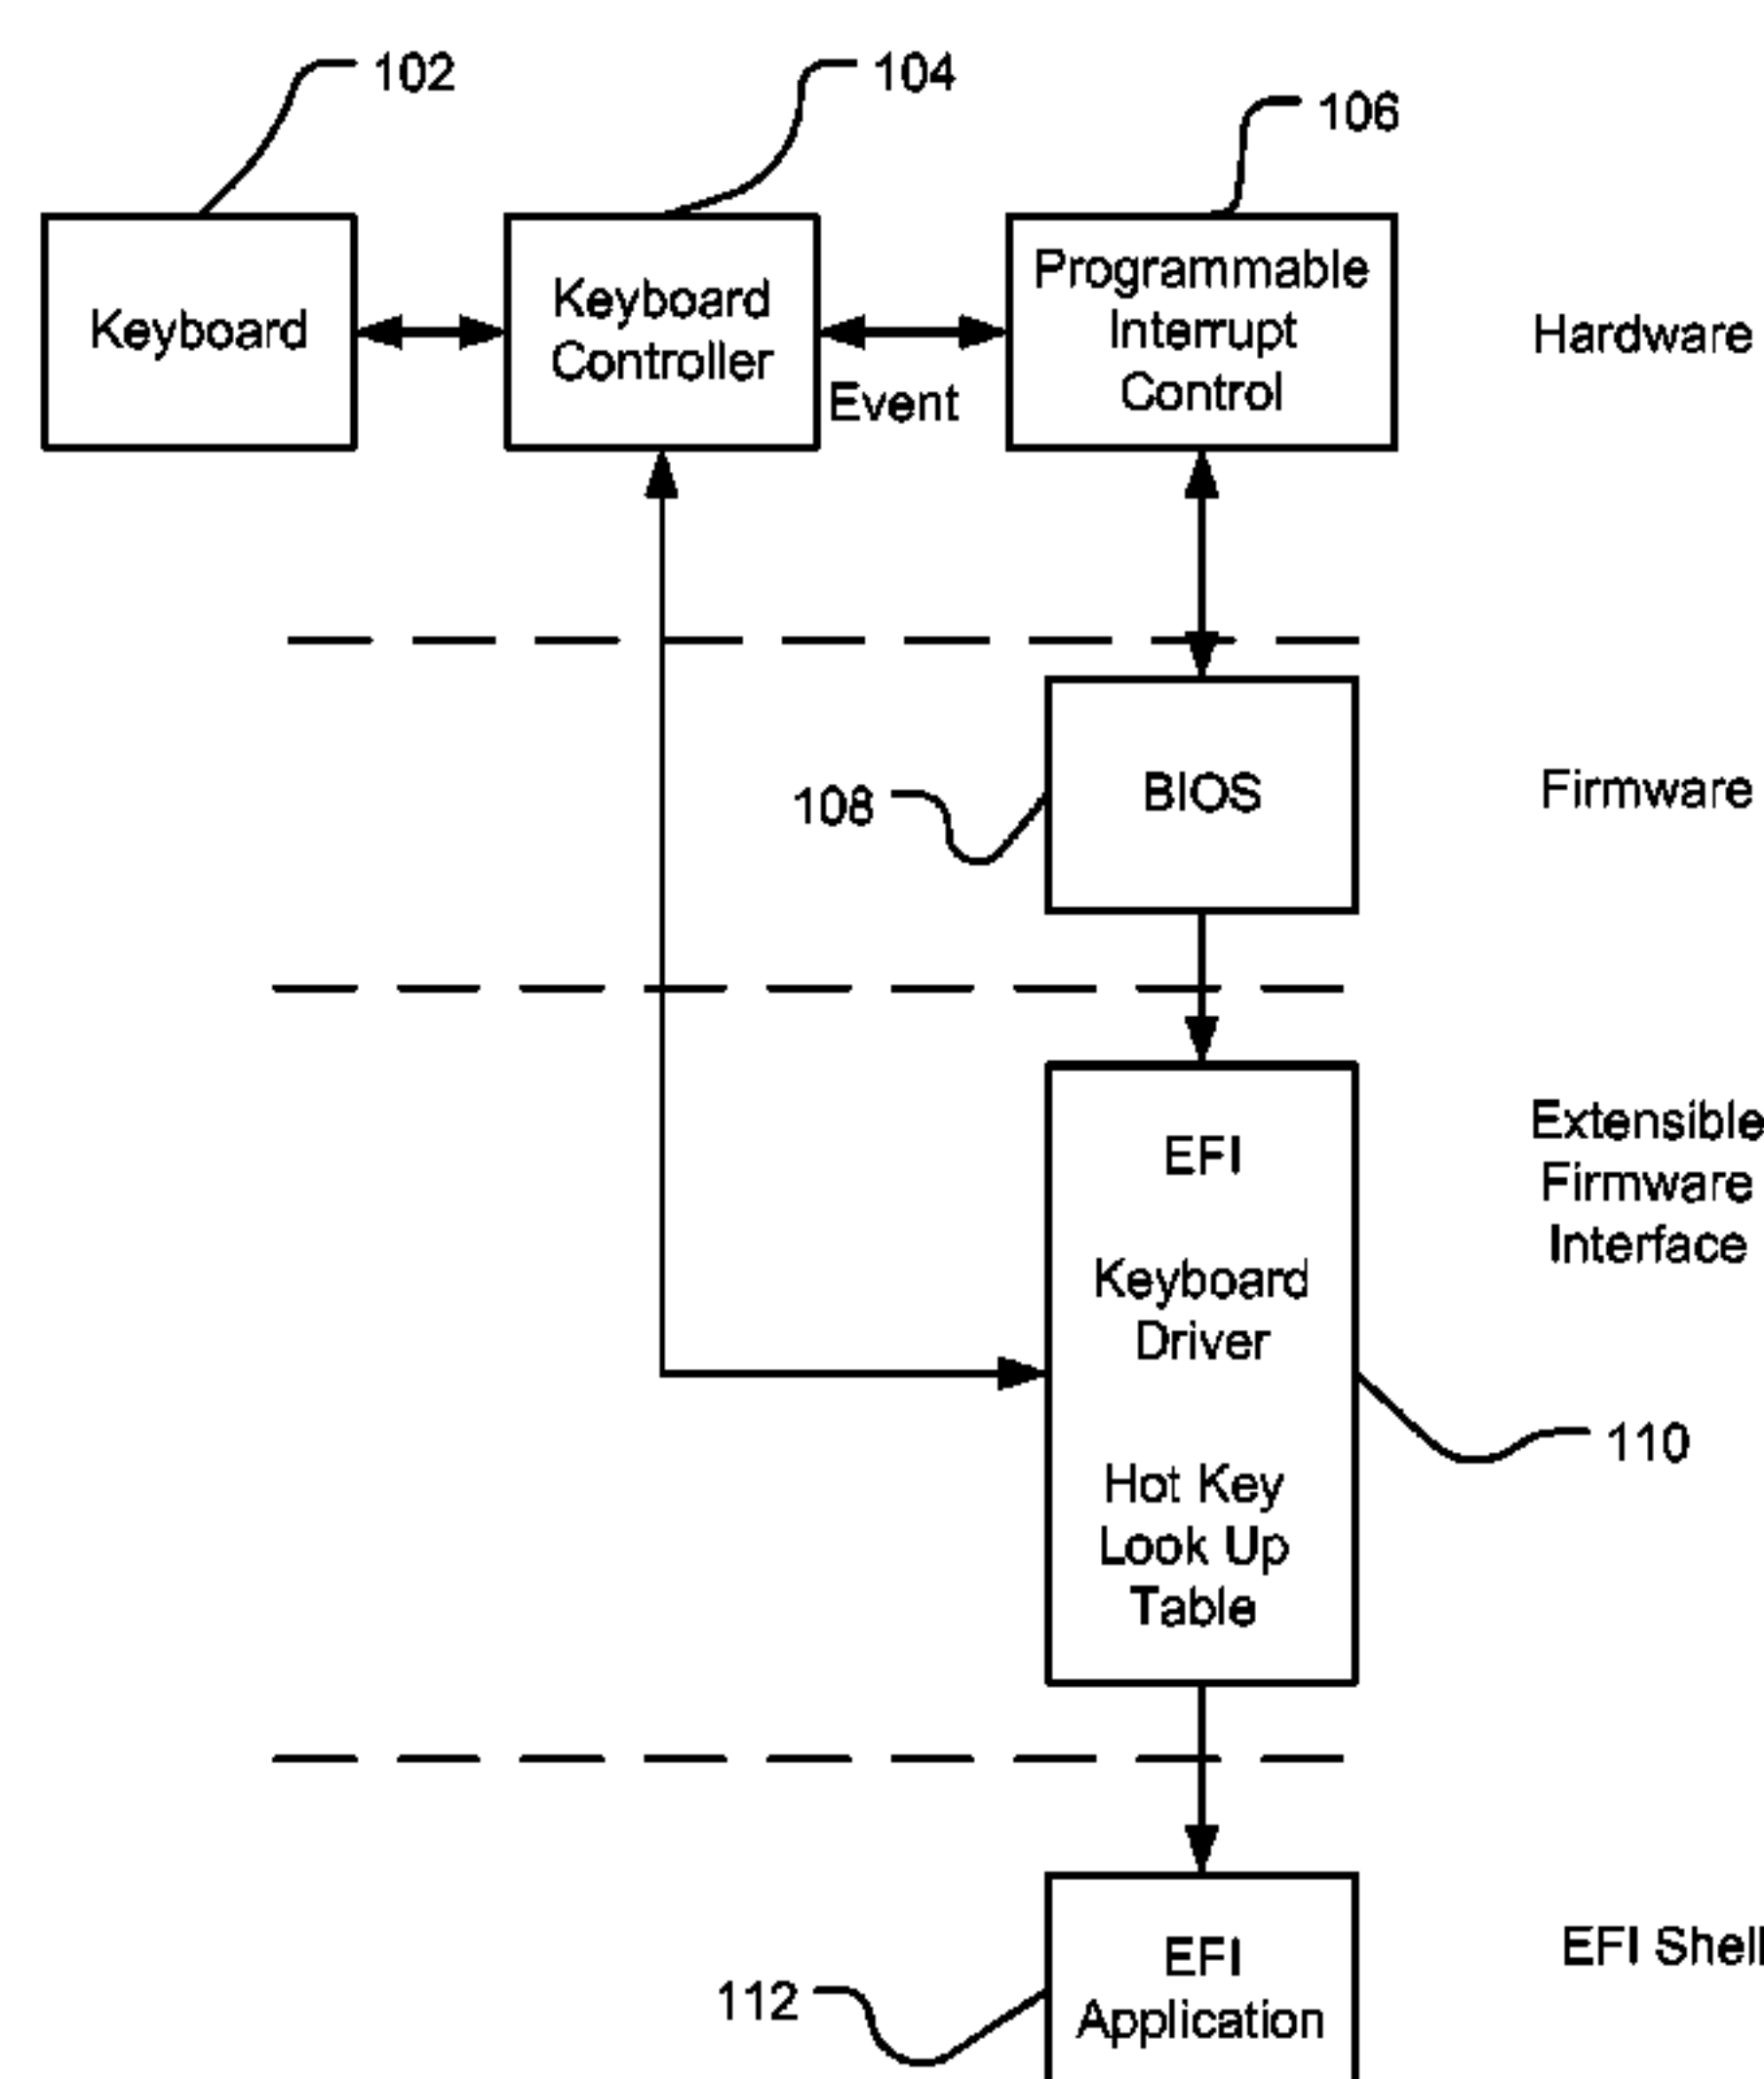 102
104
106
Keyboard
Keyboard
Controller
Event
Programmable
Interrupt
Control
Hardware
108
BIOS
Firmware
EFI
Keyboard
Driver
Hot Key
Look Up
Table
Extensible
Firmware
Interface
110
112
EFI
Application
EFI Shell